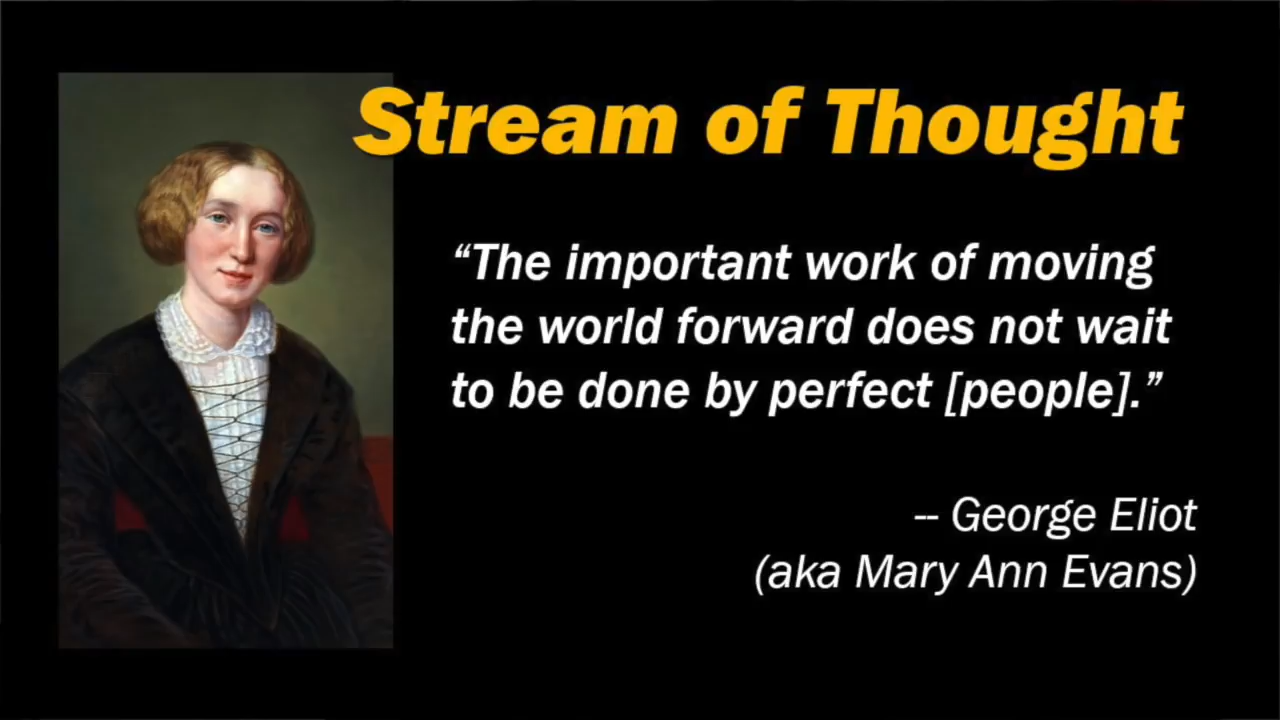 Stream of Thought
“The important work of moving
the world forward does not wait
to be done by perfect [people].”
-- George Eliot
(aka Mary Ann Evans)